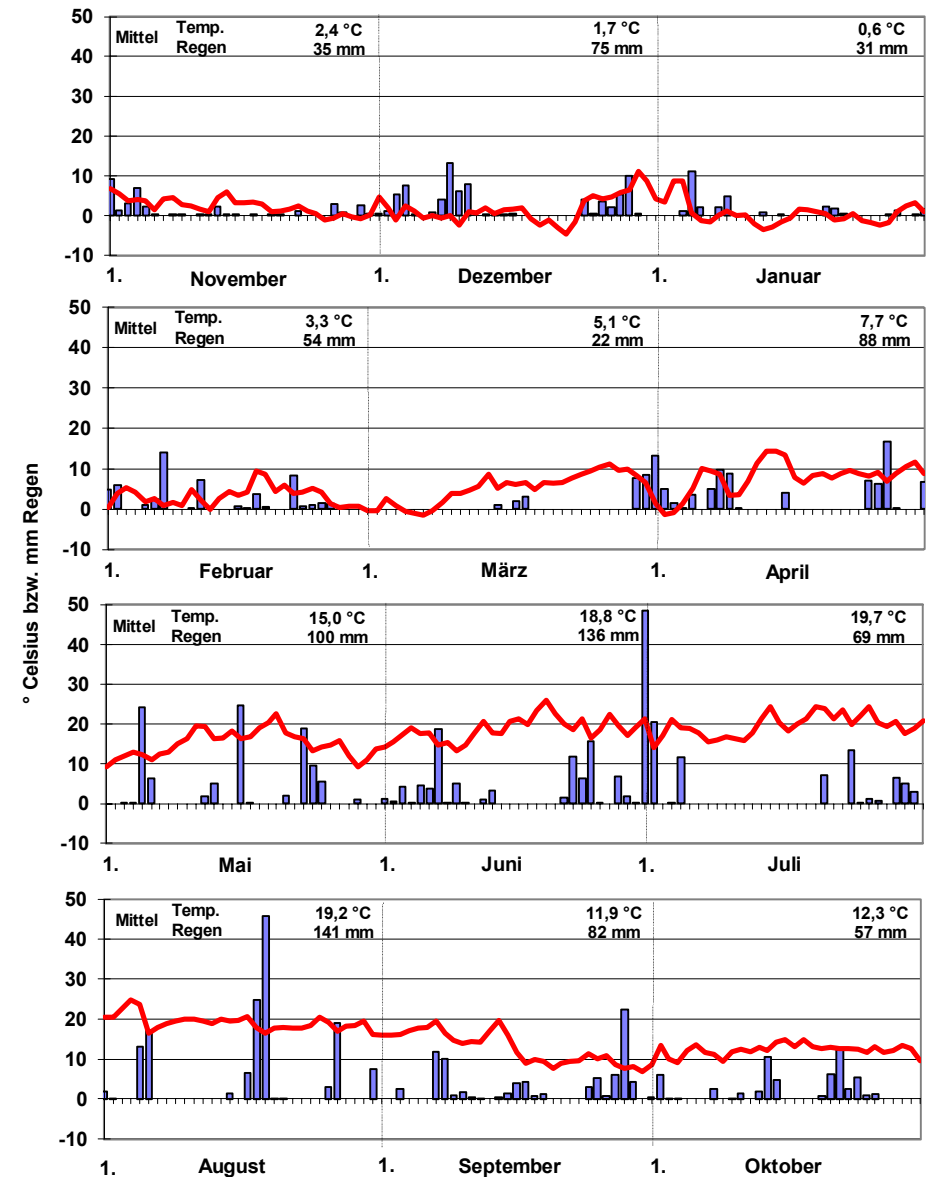 ° Celsius bzw. mm Regen
50
40
30
20
10
0
-10
Mittel Temp. 2,4 °C 1,7 °C 0,6 °C
Regen 35 mm 75 mm 31 mm
1. November 1. Dezember 1. Januar
50
40
30
20
10
0
-10
Mittel Temp. 3,3 °C 5,1 °C 7,7 °C
Regen 54 mm 22 mm 88 mm
1. Februar 1. März 1. April
50
40
30
20
10
0
-10
Mittel Temp. 15,0 °C 18,8 °C 19,7 °C
Regen 100 mm 136 mm 69 mm
1. Mai 1. Juni 1. Juli
50
40
30
20
10
0
-10
Mittel Temp. 19,2 °C 11,9 °C 12,3 °C
Regen 141 mm 82 mm 57 mm
1. August 1. September 1. Oktober